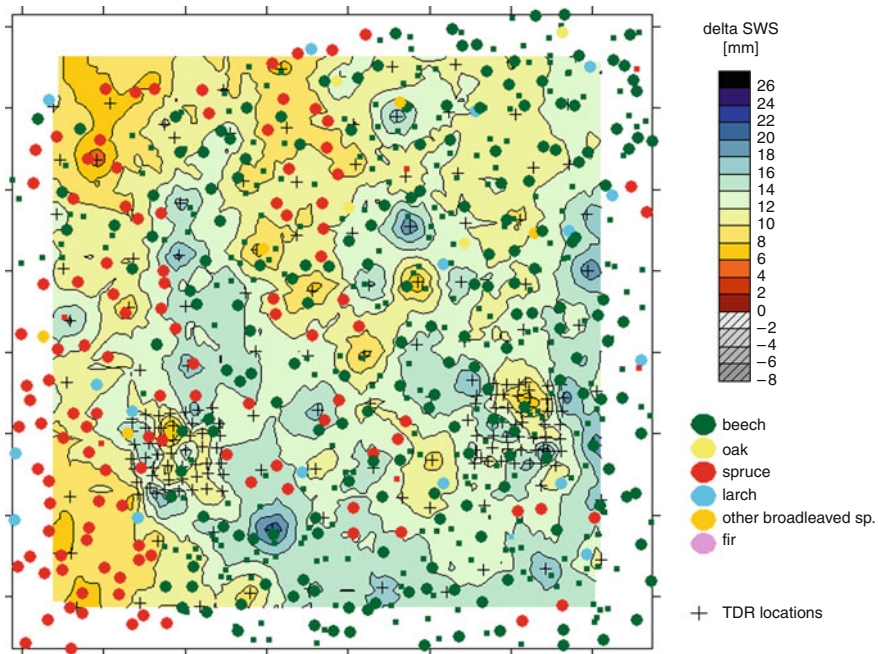 delta SWS
[mm]
26
24
22
20
18
16
14
12
10
8
6
4
2
0
−2
−4
−6
−8
beech
oak
spruce
larch
other broadleaved sp.
fir
TDR locations